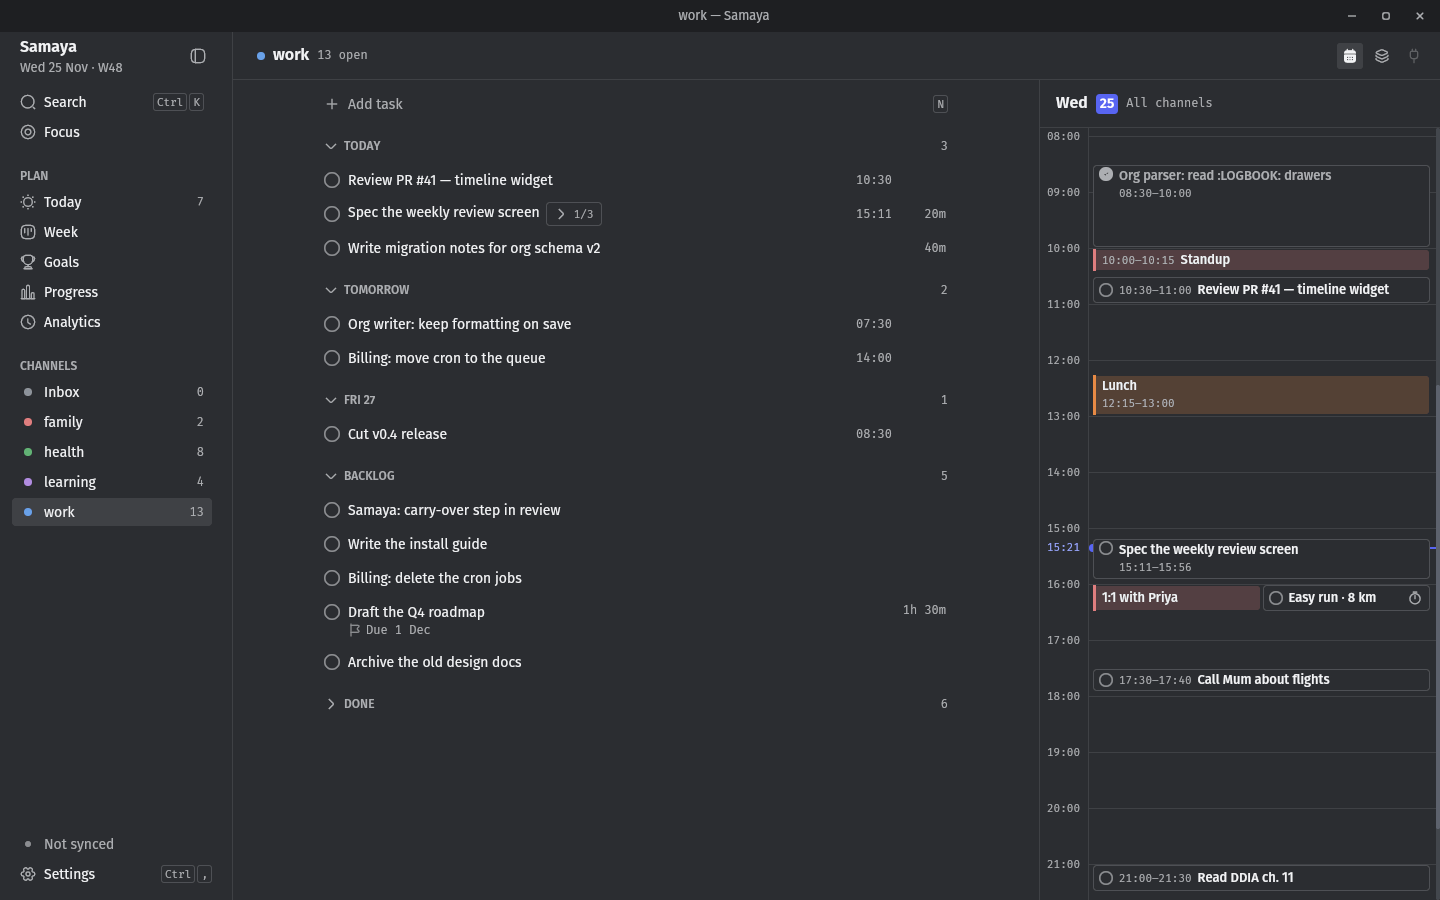 work — Samaya
Samaya
Wed 25 Nov · W48
Search Ctrl K
Focus
PLAN
Today 7
Week
Goals
Progress
Analytics
CHANNELS
Inbox 0
family 2
health 8
learning 4
work 13
Not synced
Settings Ctrl ,
work 13 open
Add task N
TODAY 3
Review PR #41 — timeline widget 10:30
Spec the weekly review screen 1/3 15:11 20m
Write migration notes for org schema v2 40m
TOMORROW 2
Org writer: keep formatting on save 07:30
Billing: move cron to the queue 14:00
FRI 27 1
Cut v0.4 release 08:30
BACKLOG 5
Samaya: carry-over step in review
Write the install guide
Billing: delete the cron jobs
Draft the Q4 roadmap 1h 30m
Due 1 Dec
Archive the old design docs
DONE 6
Wed 25 All channels
08:00
Org parser: read :LOGBOOK: drawers
09:00 08:30–10:00
10:00
10:00–10:15 Standup
10:30–11:00 Review PR #41 — timeline widget
11:00
12:00
Lunch
12:15–13:00
13:00
14:00
15:00
15:21 Spec the weekly review screen
15:11–15:56
16:00
1:1 with Priya Easy run · 8 km
17:00
17:30–17:40 Call Mum about flights
18:00
19:00
20:00
21:00
21:00–21:30 Read DDIA ch. 11